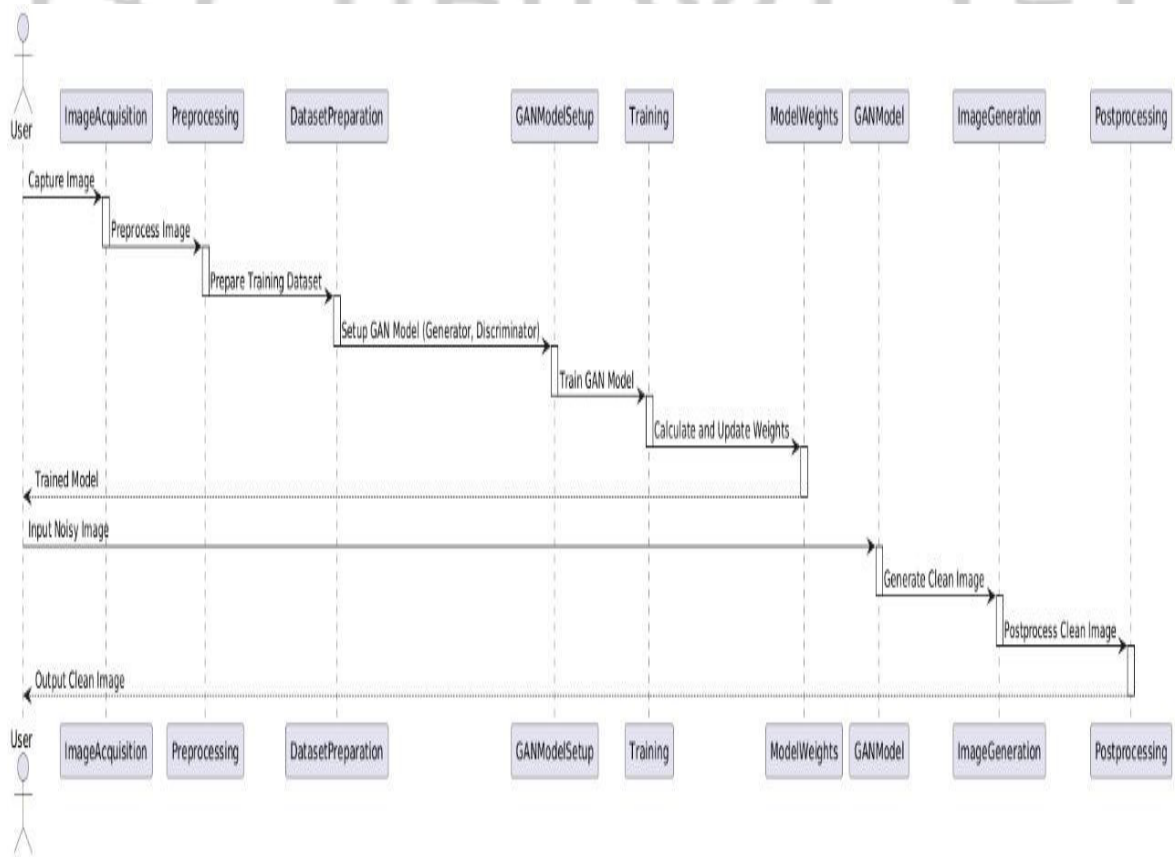 User
ImageAcquisition
Preprocessing
DatasetPreparation
GANModelSetup
Training
ModelWeights
GANModel
ImageGeneration
Postprocessing
Capture Image
Preprocess Image
Prepare Training Dataset
Setup GAN Model (Generator, Discriminator)
Train GAN Model
Calculate and Update Weights
Trained Model
Input Noisy Image
Generate Clean Image
Postprocess Clean Image
Output Clean Image
User
ImageAcquisition
Preprocessing
DatasetPreparation
GANModelSetup
Training
ModelWeights
GANModel
ImageGeneration
Postprocessing